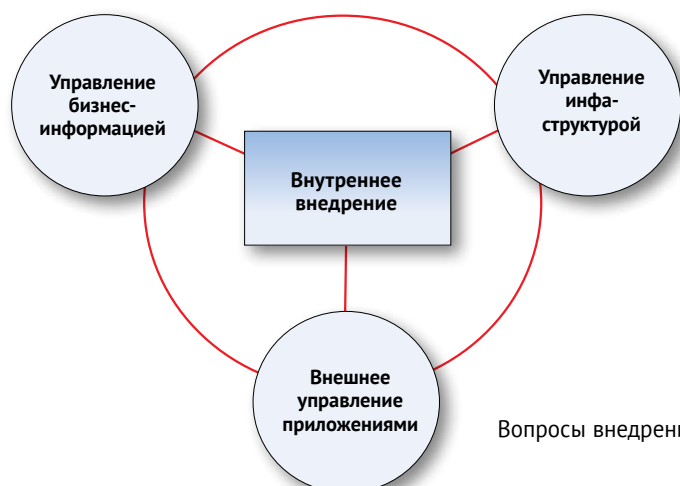 Управление
бизнес-
информацией
Управление
инфа-
структурой
Внутреннее
внедрение
Внешнее
управление
приложениями
Вопросы